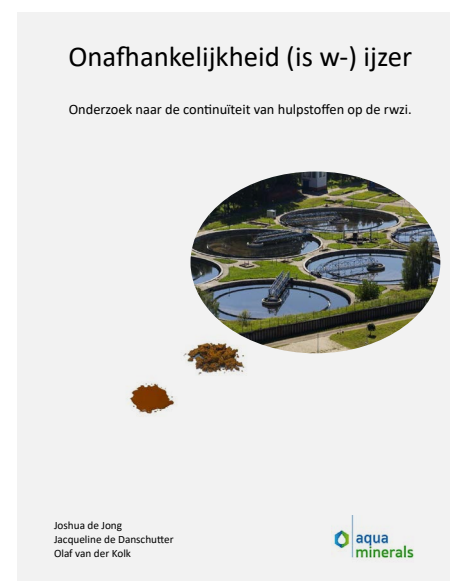 Onafhankelijkheid (is w-) ijzer
Onderzoek naar de continuïteit van hulpstoffen op de rwzi.
Joshua de Jong
Jacqueline de Danschutter
Olaf van der Kolk
aqua
minerals